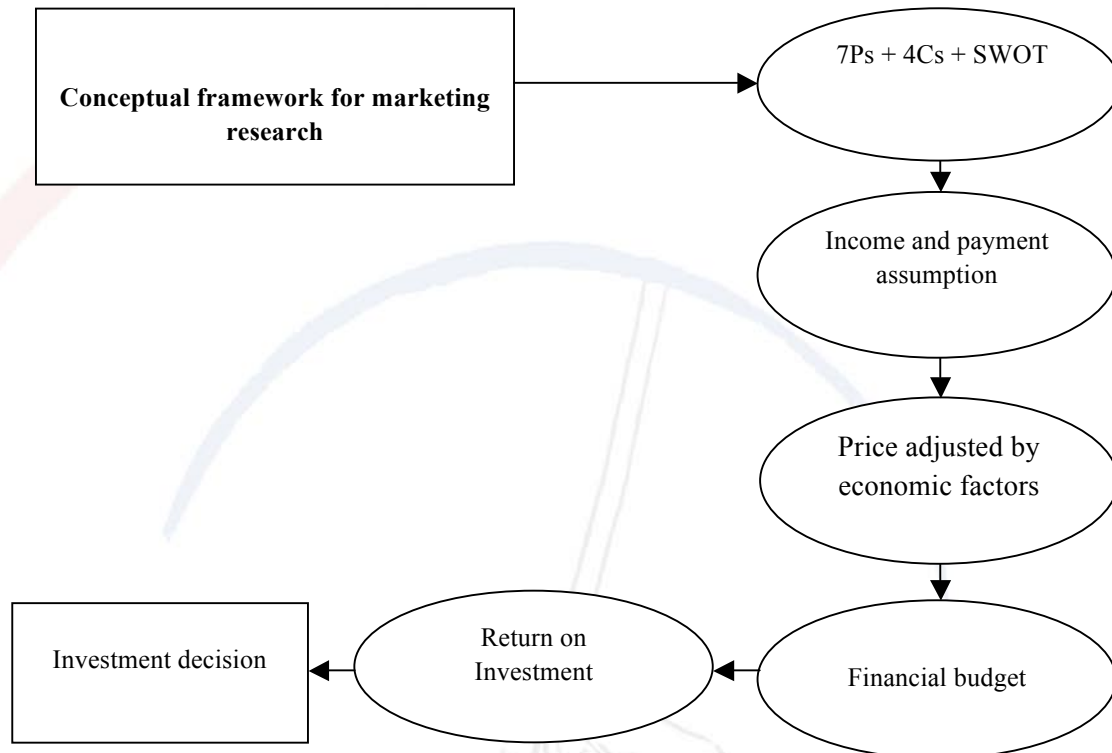 7Ps + 4Cs + SWOT
Conceptual framework for marketing
research
Income and payment
assumption
Price adjusted by
economic factors
Financial budget
Return on
Investment
Investment decision